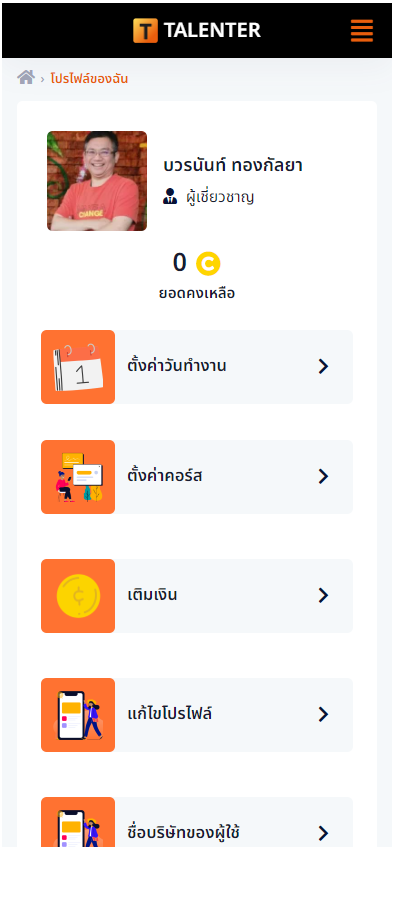 T TALENTER
› โปรไฟล์ของฉัน
CHANGE
บวรนันท์ ทองกัลยา
ผู้เชี่ยวชาญ
0 C
ยอดคงเหลือ
1
ตั้งค่าวันทำงาน
ตั้งค่าคอร์ส
เติมเงิน
แก้ไขโปรไฟล์
ชื่อบริษัทของผู้ใช้